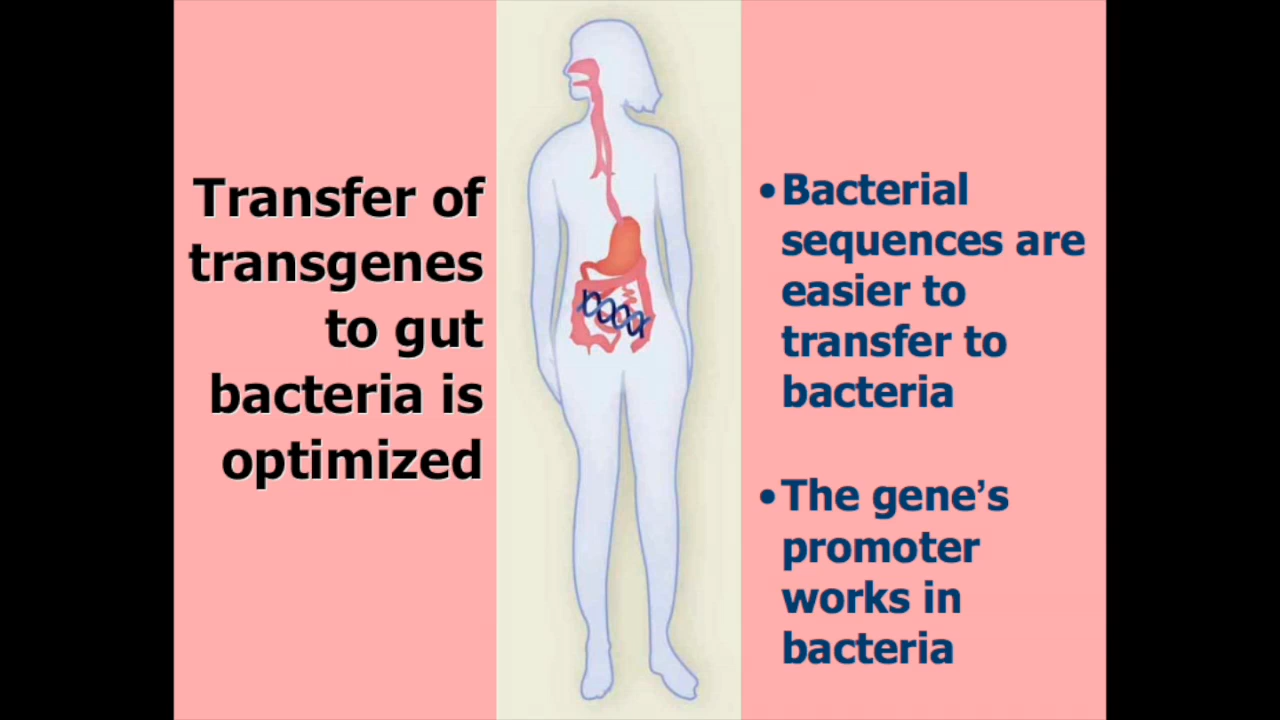 Transfer of
transgenes
to gut
bacteria is
optimized
•Bacterial
sequences are
easier to
transfer to
bacteria
•The gene’s
promoter
works in
bacteria